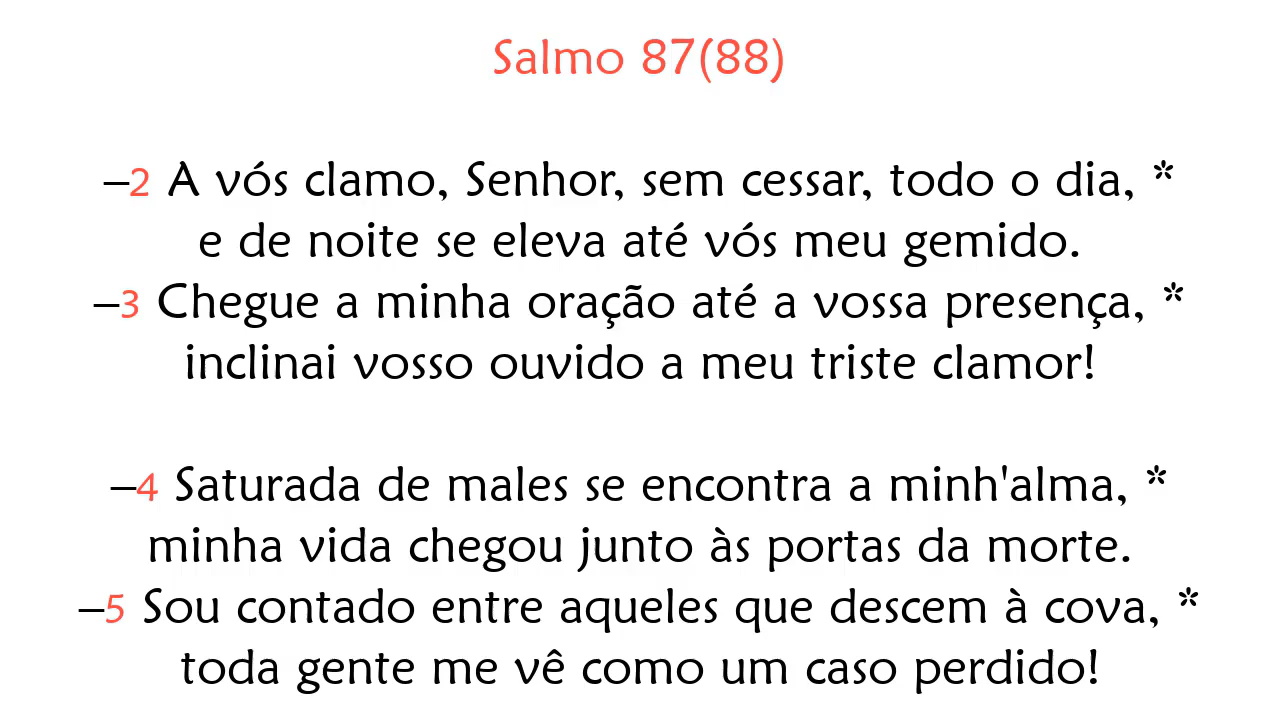 Salmo 87(88)
–2 A vós clamo, Senhor, sem cessar, todo o dia, *
e de noite se eleva até vós meu gemido.
–3 Chegue a minha oração até a vossa presença, *
inclinai vosso ouvido a meu triste clamor!
–4 Saturada de males se encontra a minh'alma, *
minha vida chegou junto às portas da morte.
–5 Sou contado entre aqueles que descem à cova, *
toda gente me vê como um caso perdido!